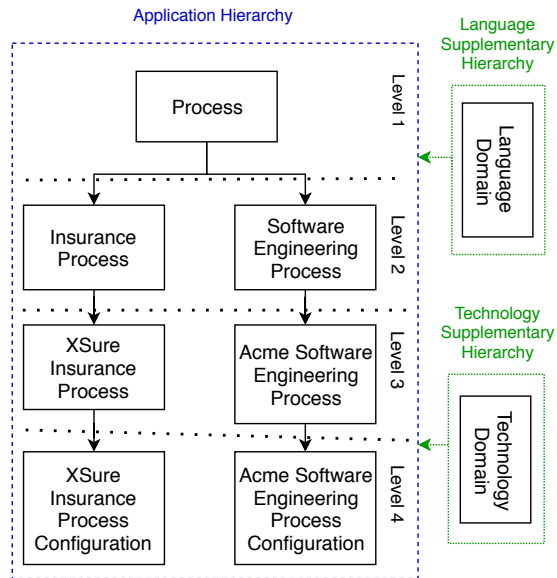 Application Hierarchy
Language
Supplementary
Hierarchy
Process
Level 1
Language
Domain
Insurance
Process
Software
Engineering
Process
Level 2
Technology
Supplementary
Hierarchy
XSure
Insurance
Process
Acme Software
Engineering
Process
Level 3
Technology
Domain
XSure
Insurance
Process
Configuration
Acme Software
Engineering
Process
Configuration
Level 4